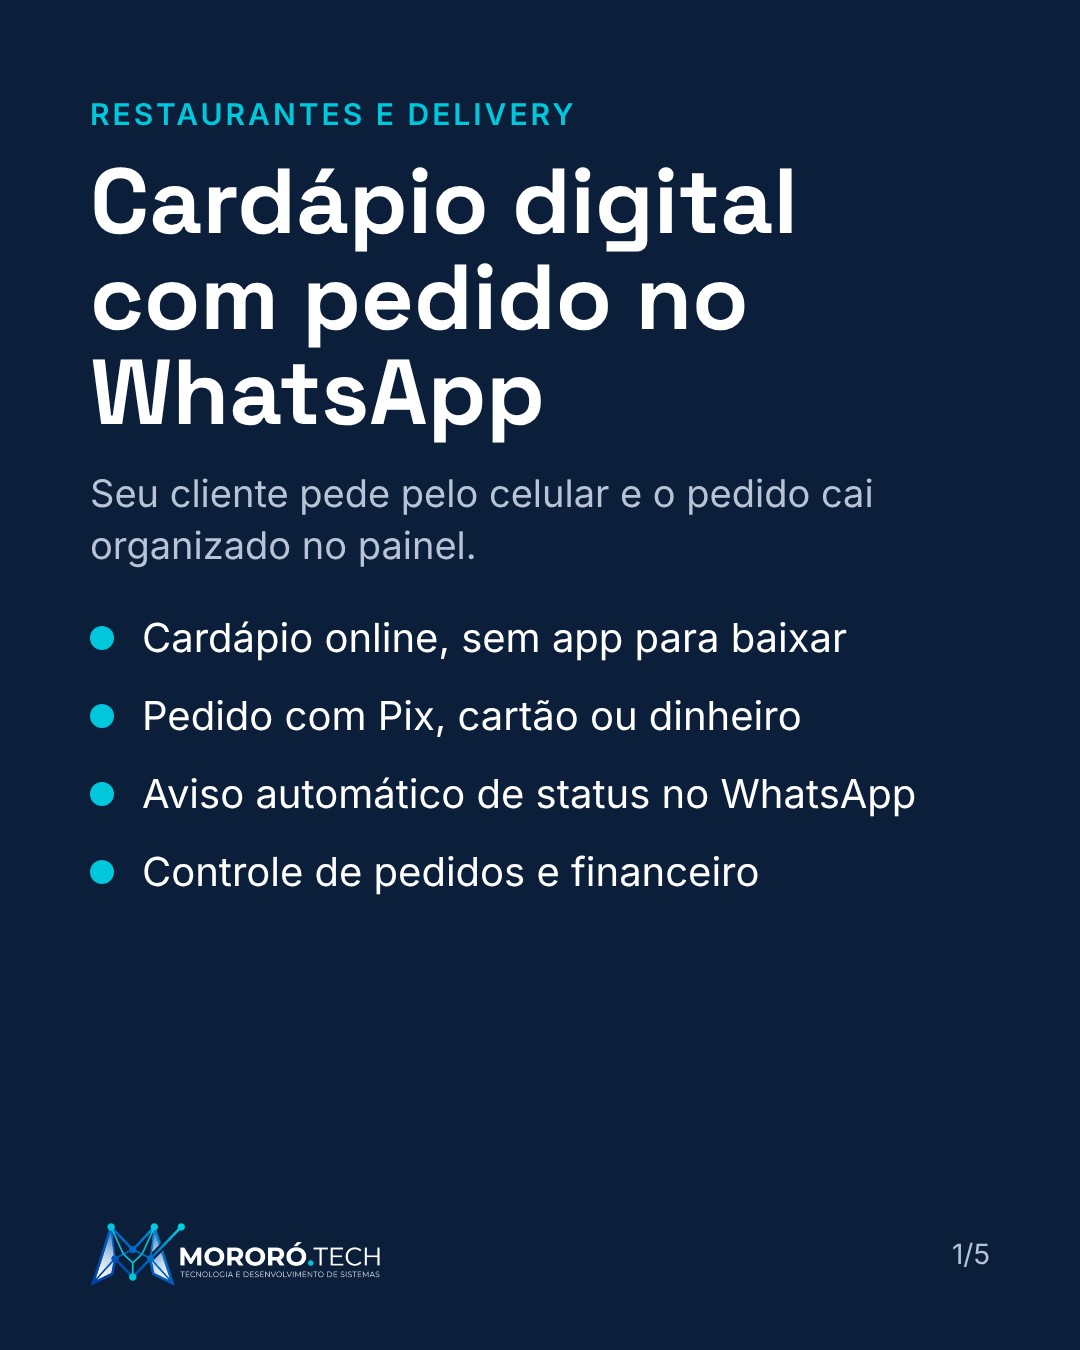 RESTAURANTES E DELIVERY
Cardápio digital
com pedido no
WhatsApp
Seu cliente pede pelo celular e o pedido cai
organizado no painel.
Cardápio online, sem app para baixar
Pedido com Pix, cartão ou dinheiro
Aviso automático de status no WhatsApp
Controle de pedidos e financeiro
MORORÓ.TECH
TECNOLOGIA E DESENVOLVIMENTO DE SISTEMAS
1/5